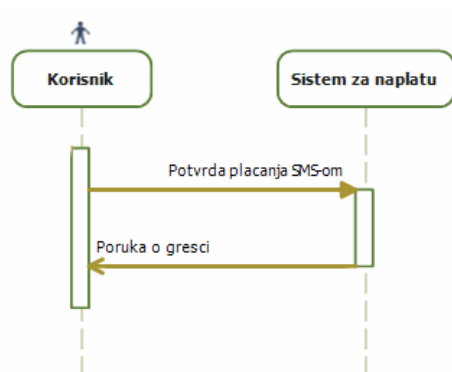 Korisnik
Sistem za naplatu
Potvrda placanja SMS-om
Poruka o gresci